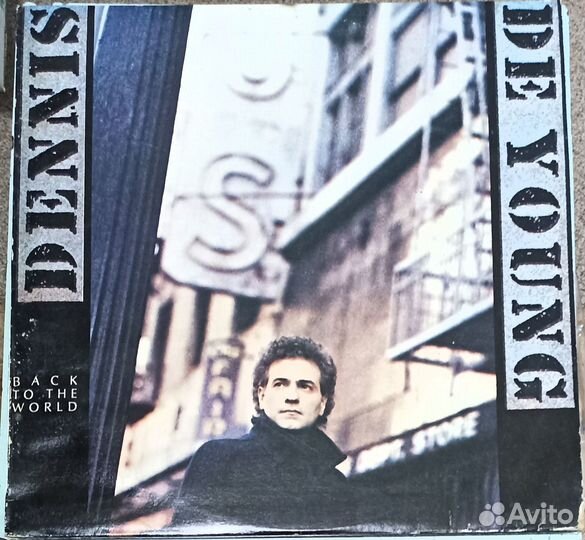 DENNIS
DE YOUNG
U.S.
BACK
TO THE
WORLD
DEPT. STORE
Avito